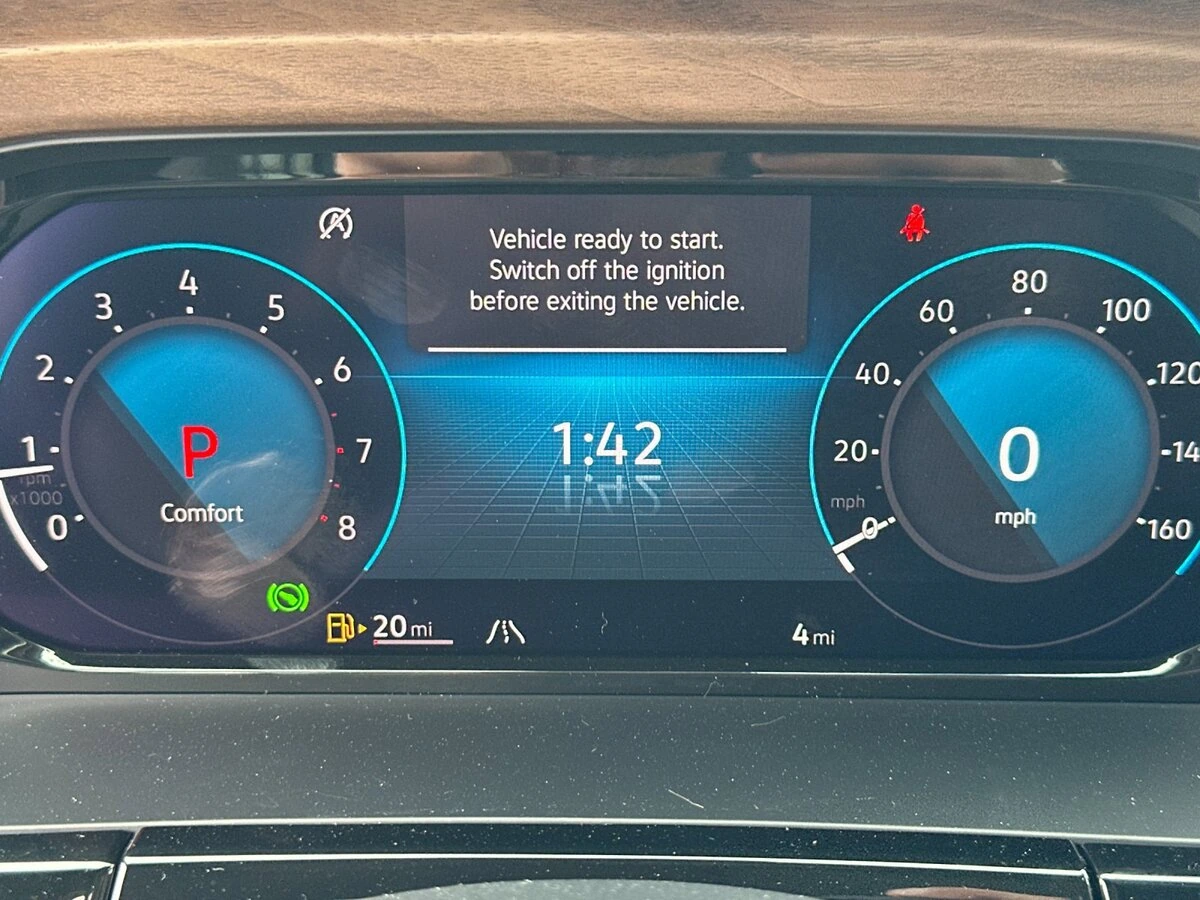 Vehicle ready to start.
Switch off the ignition
before exiting the vehicle.
0
1
2
3
4
5
6
7
8
rpm
x1000
P
Comfort
1:42
0
20
40
60
80
100
120
14
160
mph
0
mph
20 mi
4 mi